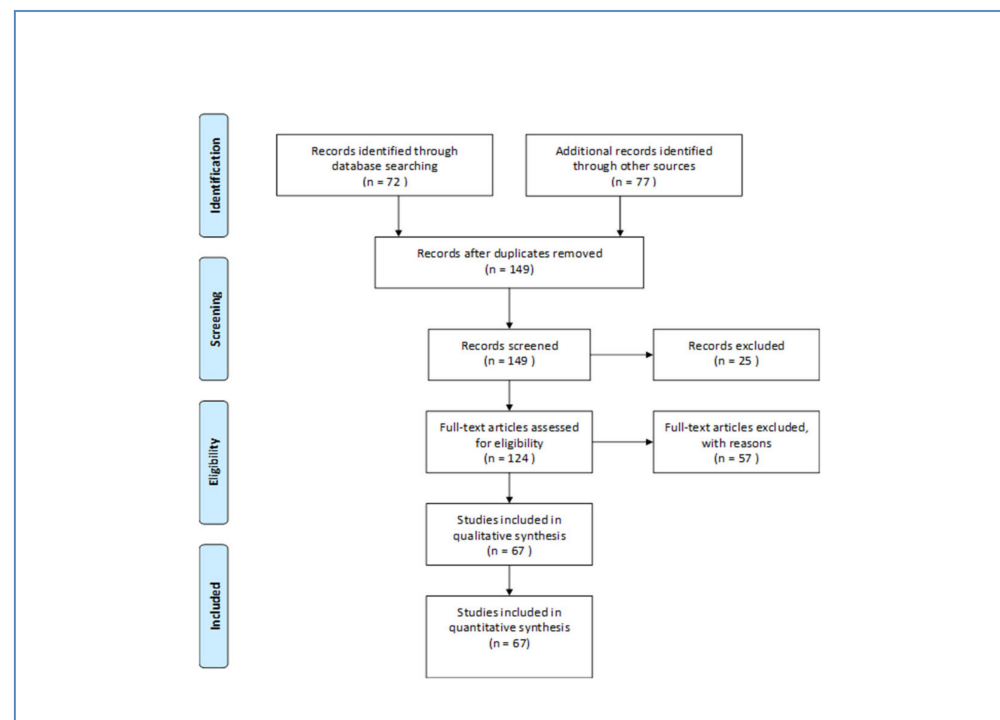 Identification
Records identified through
database searching
(n = 72 )
Additional records identified
through other sources
(n = 77 )
Records after duplicates removed
(n = 149)
Screening
Records screened
(n = 149 )
Records excluded
(n = 25 )
Eligibility
Full-text articles assessed
for eligibility
(n = 124 )
Full-text articles excluded,
with reasons
(n = 57 )
Studies included in
qualitative synthesis
(n = 67 )
Included
Studies included in
quantitative synthesis
(n = 67)